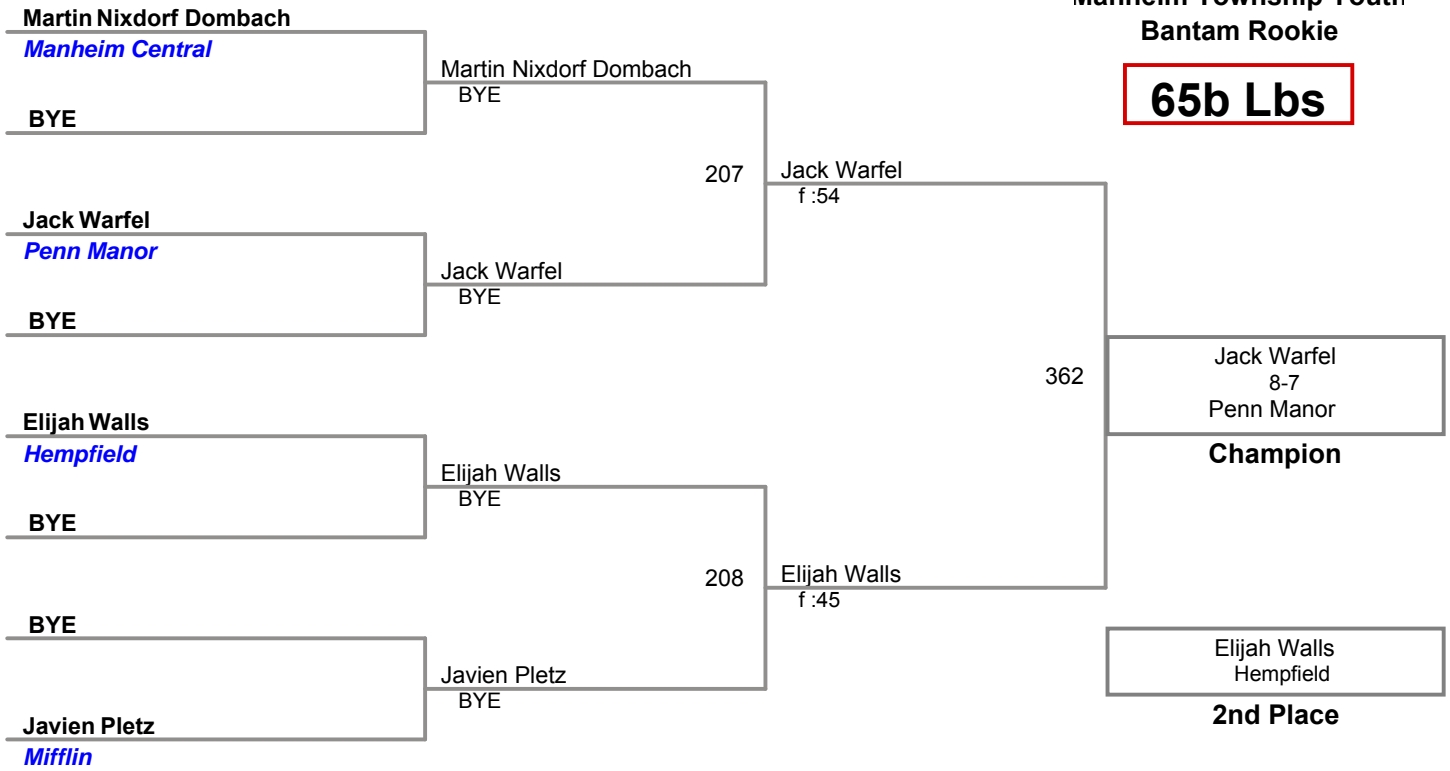 Manheim Township Youth
Bantam Rookie
65b Lbs
Martin Nixdorf Dombach
Manheim Central
BYE
Martin Nixdorf Dombach
BYE
207
Jack Warfel
f :54
Jack Warfel
Penn Manor
BYE
Jack Warfel
BYE
362
Jack Warfel
8-7
Penn Manor
Champion
Elijah Walls
Hempfield
BYE
Elijah Walls
BYE
208
Elijah Walls
f :45
BYE
Javien Pletz
Mifflin
Javien Pletz
BYE
Elijah Walls
Hempfield
2nd Place